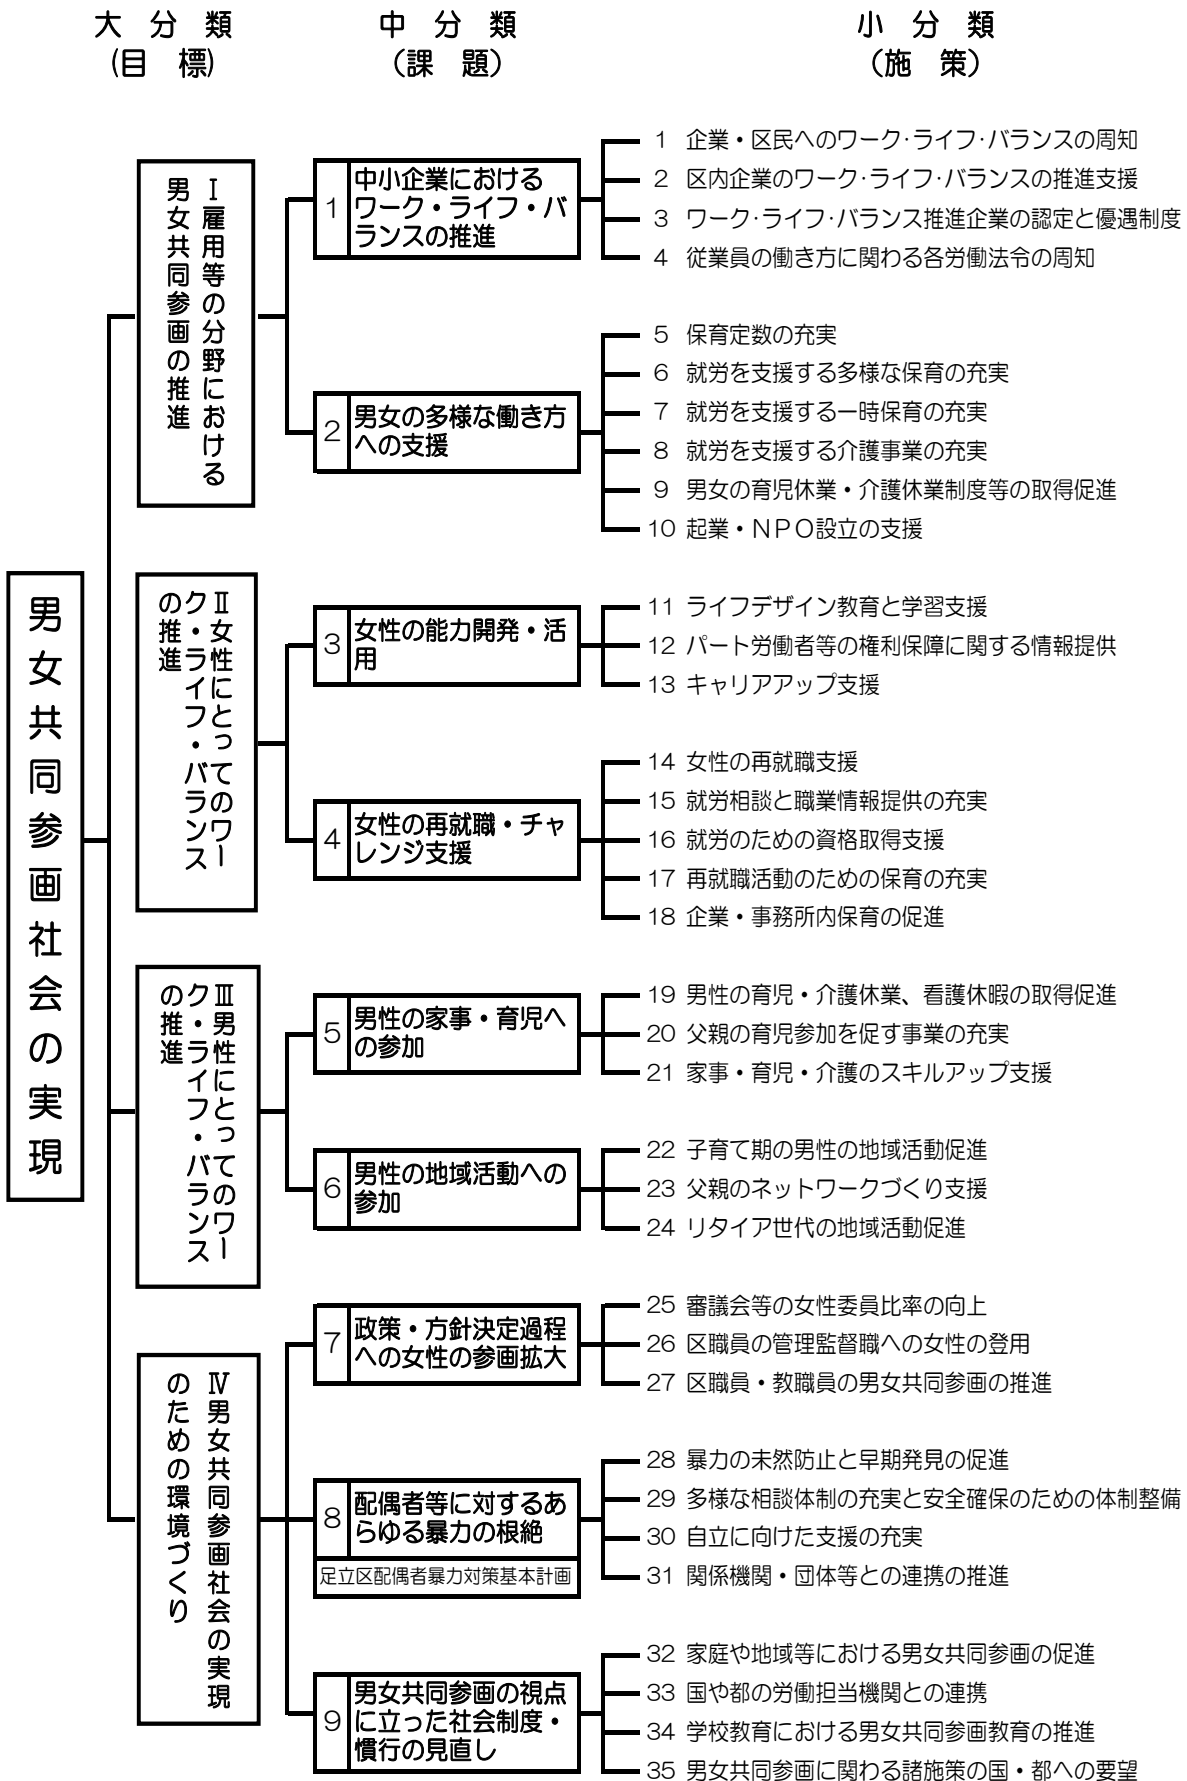 大 分 類
(目 標)
中 分 類
(課 題)
小 分 類
(施 策)
男女共同参画社会の実現
Ⅰ雇用等の分野における
男女共同参画の推進
1
中小企業における
ワーク・ライフ・バ
ランスの推進
1 企業・区民へのワーク・ライフ・バランスの周知
2 区内企業のワーク・ライフ・バランスの推進支援
3 ワーク・ライフ・バランス推進企業の認定と優遇制度
4 従業員の働き方に関わる各労働法令の周知
2
男女の多様な働き方
への支援
5 保育定数の充実
6 就労を支援する多様な保育の充実
7 就労を支援する一時保育の充実
8 就労を支援する介護事業の充実
9 男女の育児休業・介護休業制度等の取得促進
10 起業・NPO設立の支援
Ⅱ女性にとってのワー
ク・ライフ・バランス
の推進
3
女性の能力開発・活
用
11 ライフデザイン教育と学習支援
12 パート労働者等の権利保障に関する情報提供
13 キャリアアップ支援
4
女性の再就職・チャ
レンジ支援
14 女性の再就職支援
15 就労相談と職業情報提供の充実
16 就労のための資格取得支援
17 再就職活動のための保育の充実
18 企業・事務所内保育の促進
Ⅲ男性にとってのワー
ク・ライフ・バランス
の推進
5
男性の家事・育児へ
の参加
19 男性の育児・介護休業、看護休暇の取得促進
20 父親の育児参加を促す事業の充実
21 家事・育児・介護のスキルアップ支援
6
男性の地域活動への
参加
22 子育て期の男性の地域活動促進
23 父親のネットワークづくり支援
24 リタイア世代の地域活動促進
Ⅳ男女共同参画社会の実現
のための環境づくり
7
政策・方針決定過程
への女性の参画拡大
25 審議会等の女性委員比率の向上
26 区職員の管理監督職への女性の登用
27 区職員・教職員の男女共同参画の推進
8
配偶者等に対するあ
らゆる暴力の根絶
足立区配偶者暴力対策基本計画
28 暴力の未然防止と早期発見の促進
29 多様な相談体制の充実と安全確保のための体制整備
30 自立に向けた支援の充実
31 関係機関・団体等との連携の推進
9
男女共同参画の視点
に立った社会制度・
慣行の見直し
32 家庭や地域等における男女共同参画の促進
33 国や都の労働担当機関との連携
34 学校教育における男女共同参画教育の推進
35 男女共同参画に関わる諸施策の国・都への要望